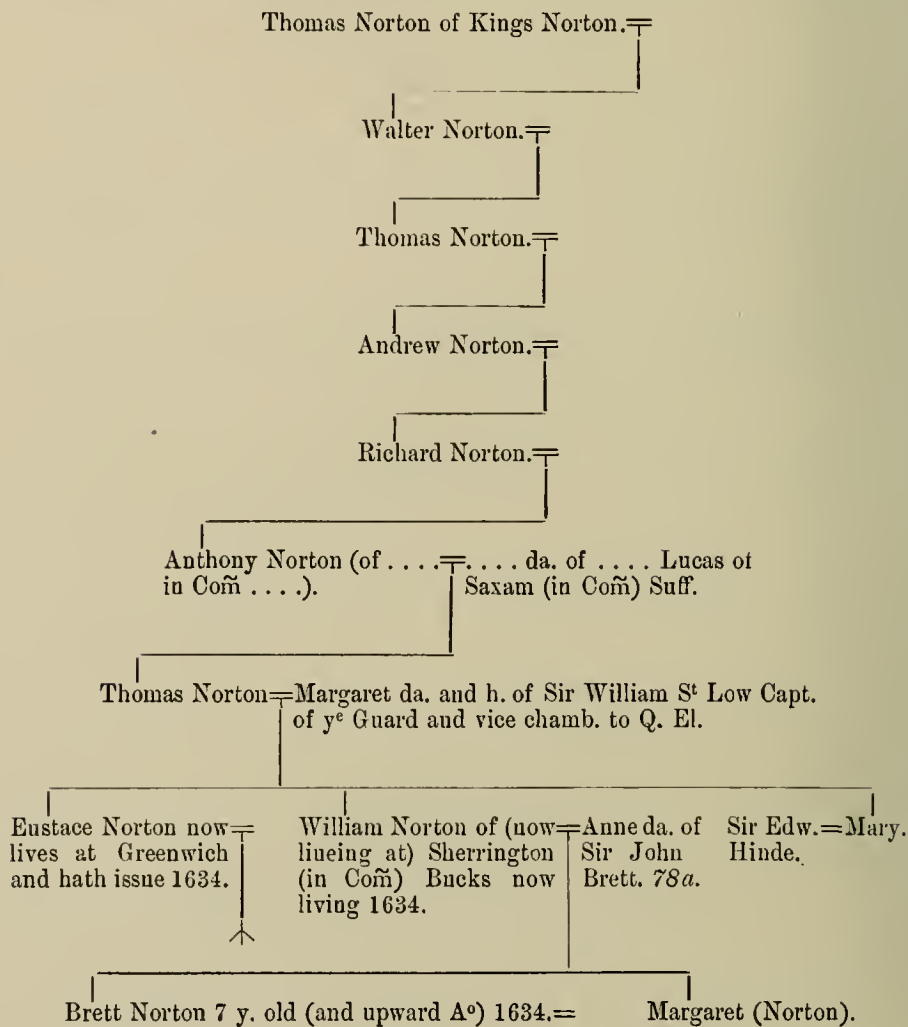 Thomas Norton of Kings Norton.=
Walter Norton.=
Thomas Norton.=
Andrew Norton.=
Richard Norton.=
Anthony Norton (of . . . .=. . . . da. of . . . . Lucas of
in Com̃ . . . .). Saxam (in Com̃) Suff.
Thomas Norton=Margaret da. and h. of Sir William Sᵗ Low Capt.
of yᵉ Guard and vice chamb. to Q. El.
Eustace Norton now=
lives at Greenwich
and hath issue 1634.
William Norton of (now=
liueing at) Sherrington
(in Com̃) Bucks now
living 1634.
Anne da. of
Sir John
Brett. 78a.
Sir Edw.=Mary.
Hinde.
Brett Norton 7 y. old (and upward Aº) 1634.= Margaret (Norton).